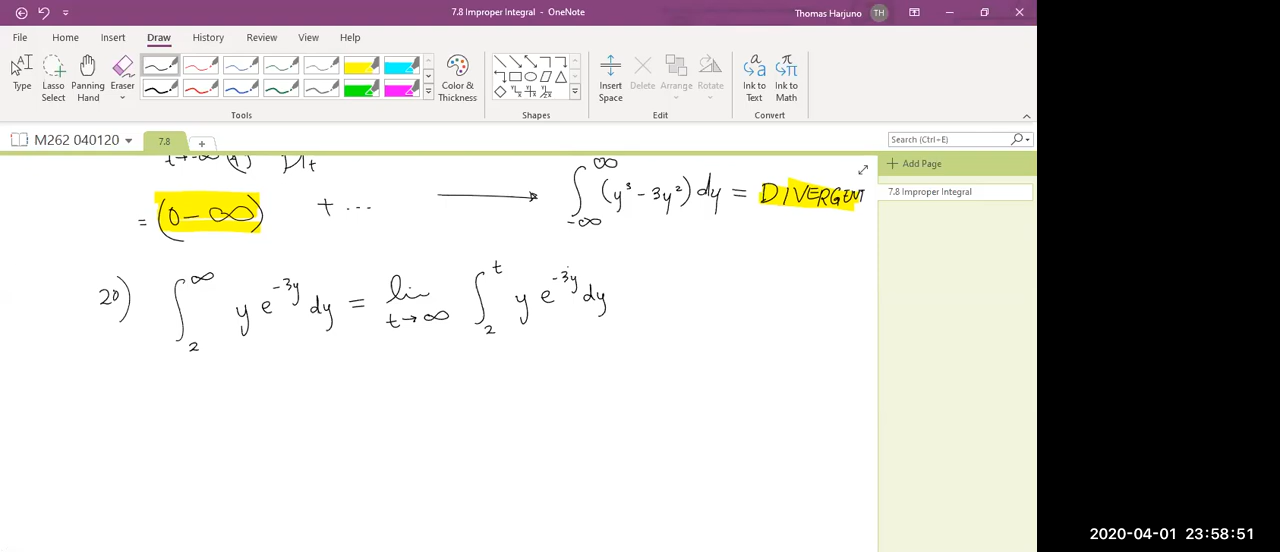 7.8 Improper Integral - OneNote
Thomas Harjuno TH
File Home Insert Draw History Review View Help
Type Lasso Select Panning Hand Eraser Color & Thickness Insert Space Delete Arrange Rotate Ink to Text Ink to Math
Tools Shapes Edit Convert
M262 040120 7.8 Search (Ctrl+E)
Add Page
7.8 Improper Integral
t→-∞
= (0 - ∞) + ... → ∫_{-∞}^{∞} (y³ - 3y²) dy = DIVERGENT
20) ∫_2^∞ y e^{-3y} dy = lim_{t→∞} ∫_2^t y e^{-3y} dy
2020-04-01 23:58:51